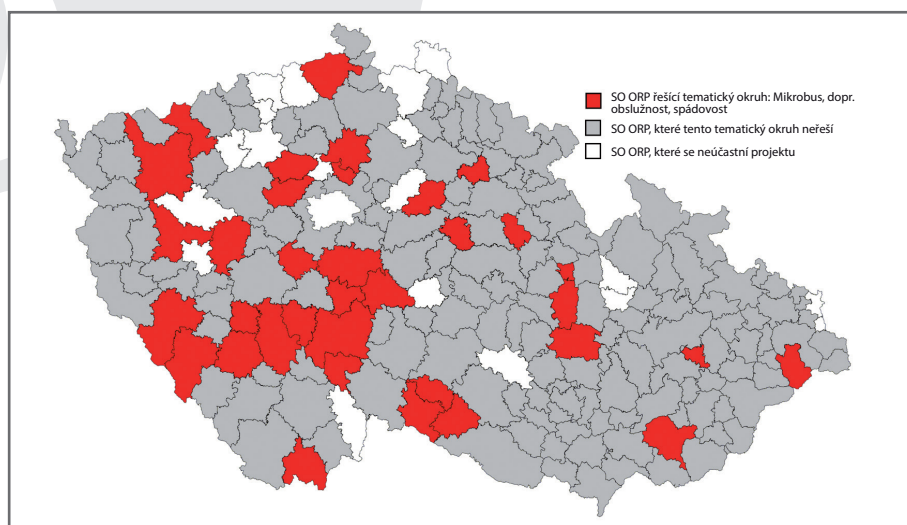 SO ORP řešící tematický okruh: Mikrobus, dopr.
obslužnost, spádovost
SO ORP, které tento tematický okruh neřeší
SO ORP, které se neúčastní projektu